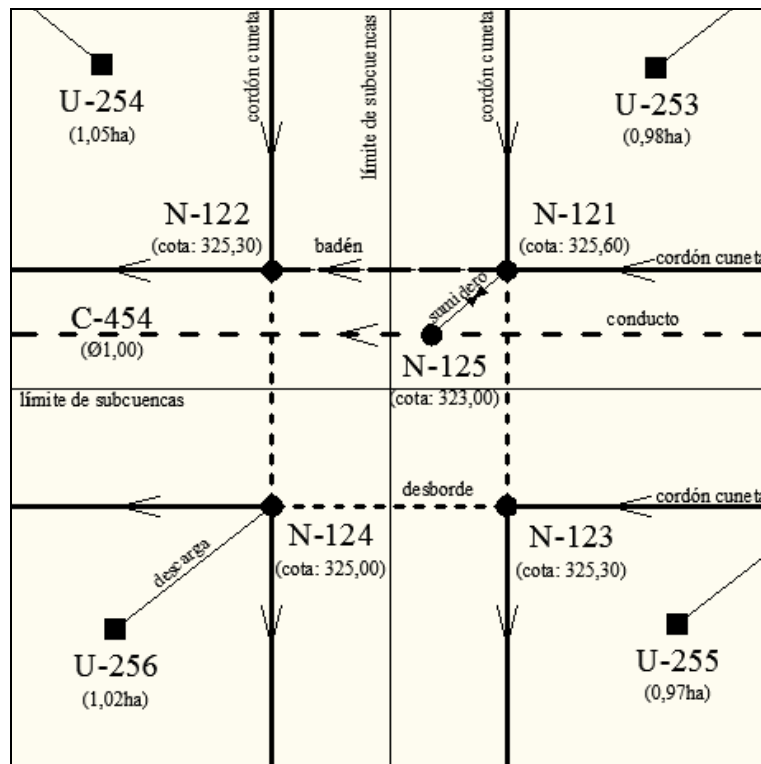 cordón cuneta
límite de subcuencas
cordón cuneta
U-254
(1,05ha)
U-253
(0,98ha)
N-122
(cota: 325,30)
badén
N-121
(cota: 325,60)
cordón cuneta
sumidero
C-454
(Ø1,00)
conducto
N-125
(cota: 323,00)
límite de subcuencas
desborde
cordón cuneta
descarga
N-124
(cota: 325,00)
N-123
(cota: 325,30)
U-256
(1,02ha)
U-255
(0,97ha)